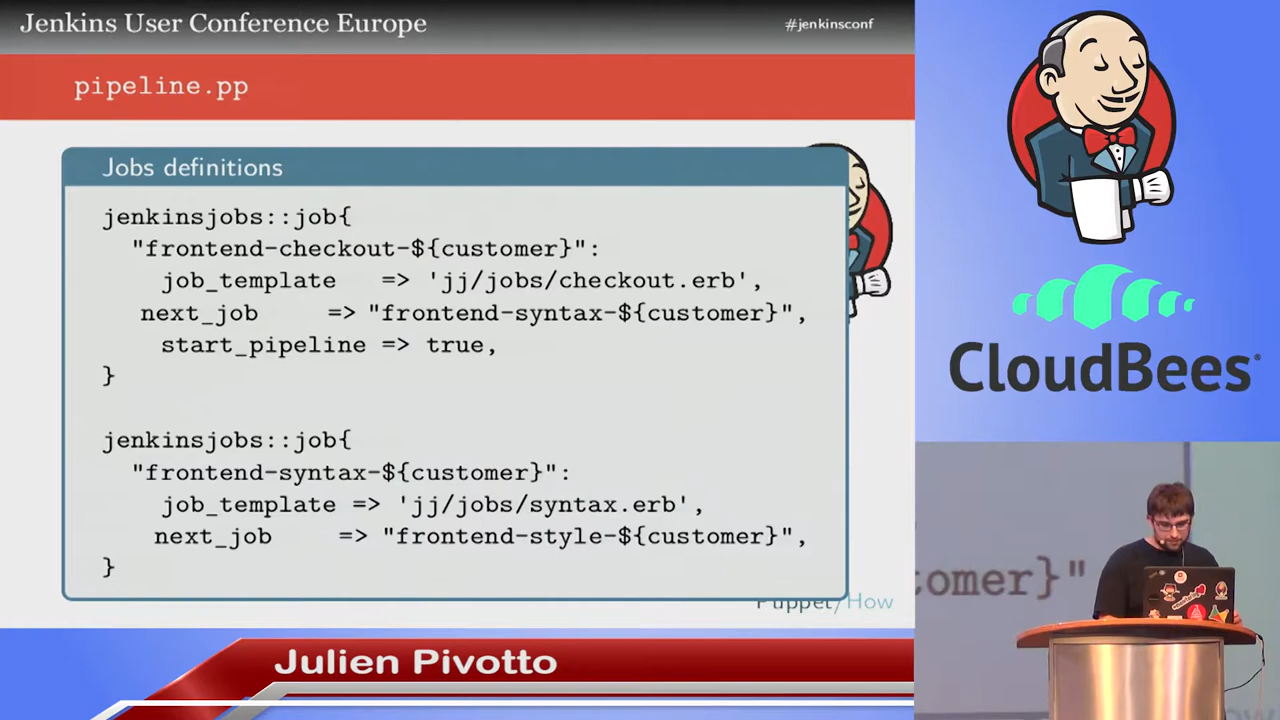 Jenkins User Conference Europe
#jenkinsconf
pipeline.pp
Jobs definitions
jenkinsjobs::job{
"frontend-checkout-${customer}":
job_template => 'jj/jobs/checkout.erb',
next_job => "frontend-syntax-${customer}",
start_pipeline => true,
}
jenkinsjobs::job{
"frontend-syntax-${customer}":
job_template => 'jj/jobs/syntax.erb',
next_job => "frontend-style-${customer}",
}
Puppet/How
Julien Pivotto
CloudBees
tomer}"